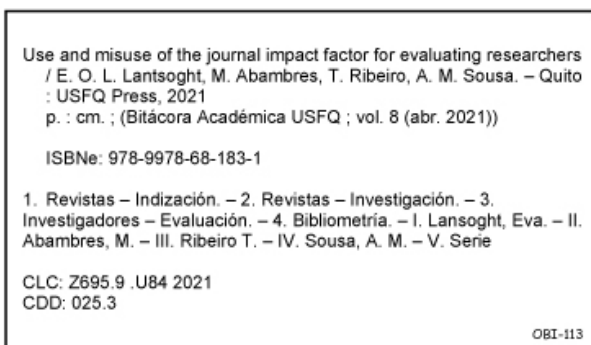 Use and misuse of the journal impact factor for evaluating researchers
/ E. O. L. Lantsoght, M. Abambres, T. Ribeiro, A. M. Sousa. – Quito
: USFQ Press, 2021
p. : cm. ; (Bitácora Académica USFQ ; vol. 8 (abr. 2021))
ISBNe: 978-9978-68-183-1
1. Revistas – Indización. – 2. Revistas – Investigación. – 3.
Investigadores – Evaluación. – 4. Bibliometría. – I. Lansoght, Eva. – II.
Abambres, M. – III. Ribeiro T. – IV. Sousa, A. M. – V. Serie
CLC: Z695.9 .U84 2021
CDD: 025.3
OBI-113